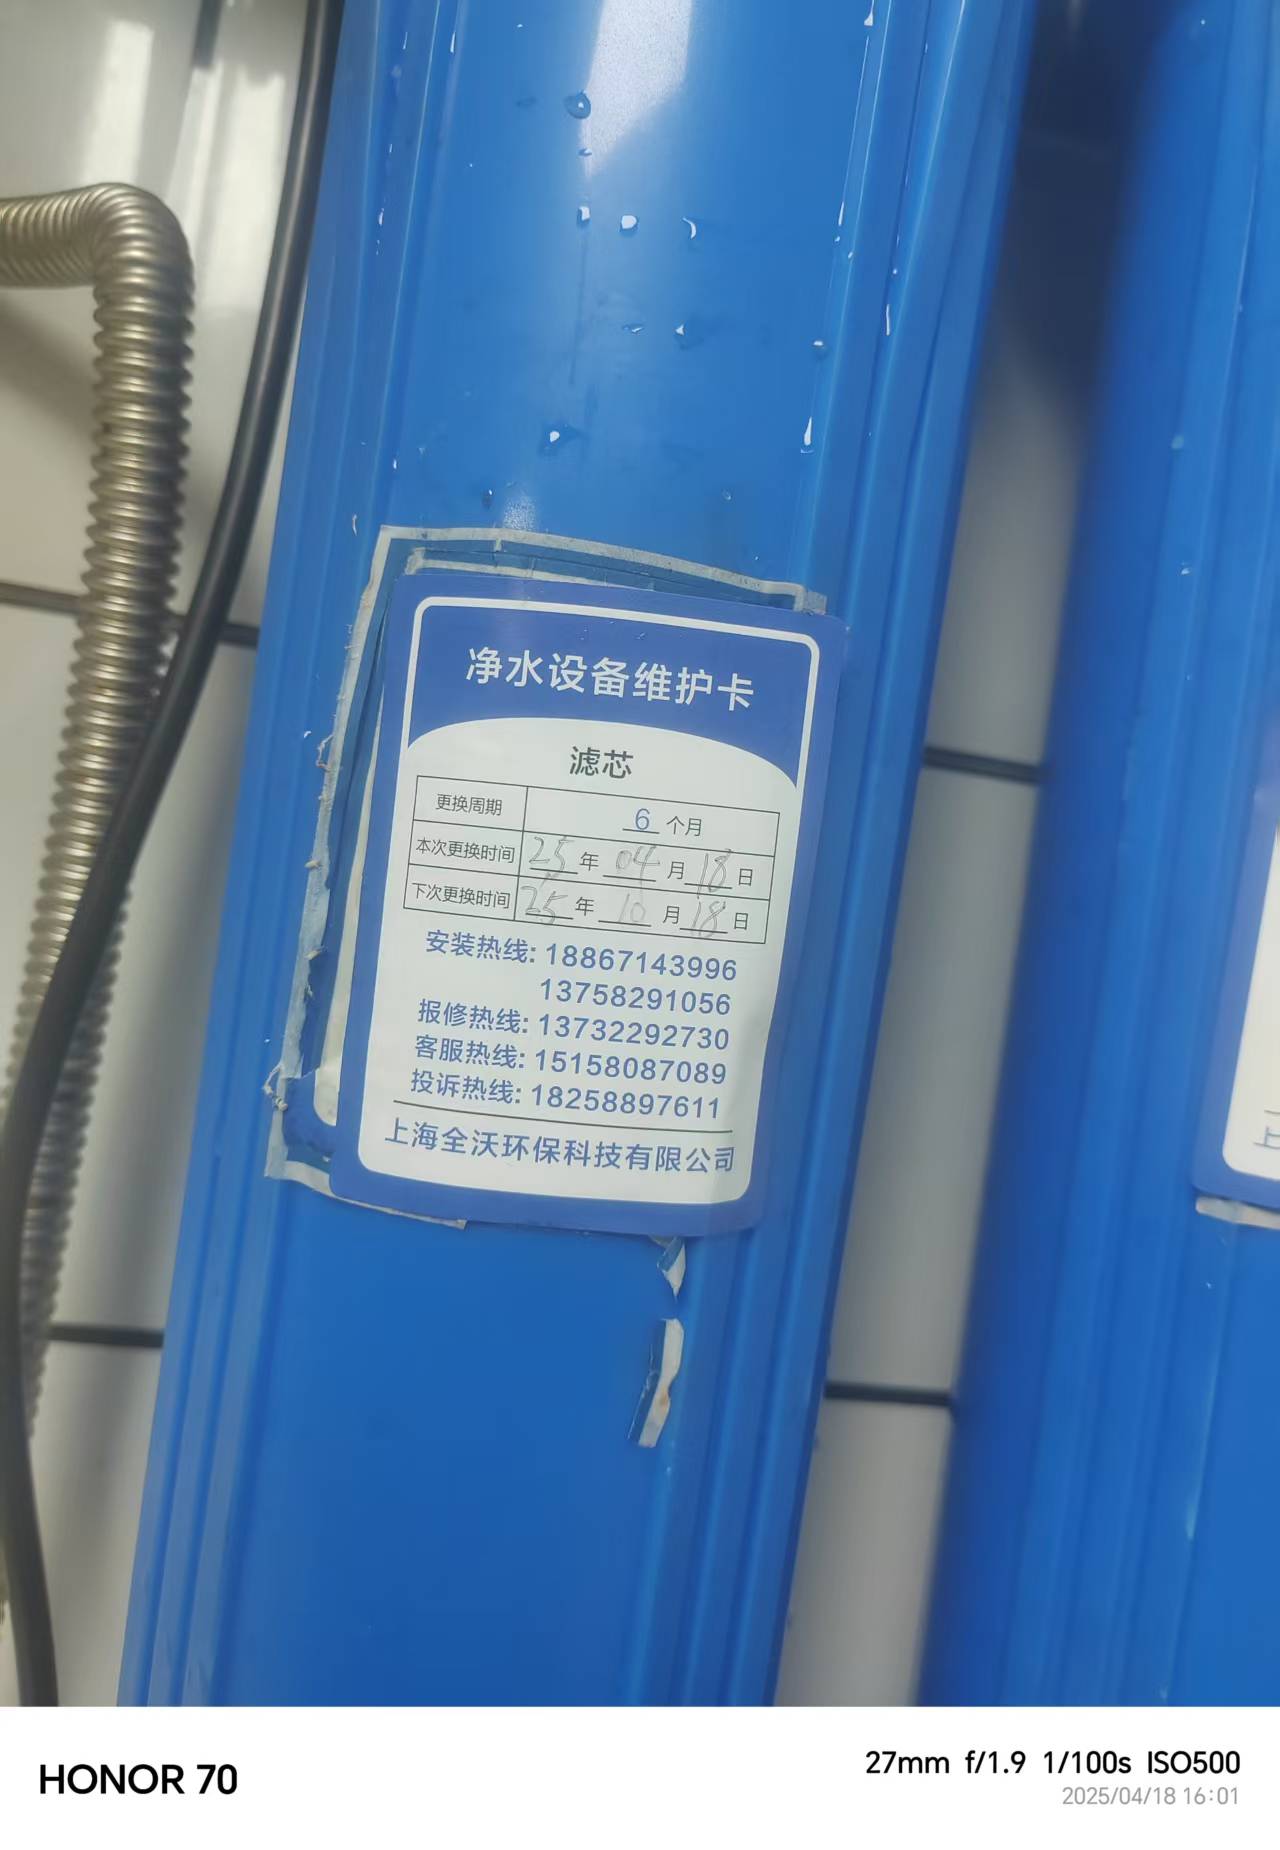 净水设备维护卡
滤芯
更换周期 6 个月
本次更换时间 25 年 04 月 18 日
下次更换时间 25 年 10 月 18 日
安装热线: 18867143996
13758291056
报修热线: 13732292730
客服热线: 15158087089
投诉热线: 18258897611
上海全沃环保科技有限公司
上
HONOR 70
27mm f/1.9 1/100s ISO500
2025/04/18 16:01